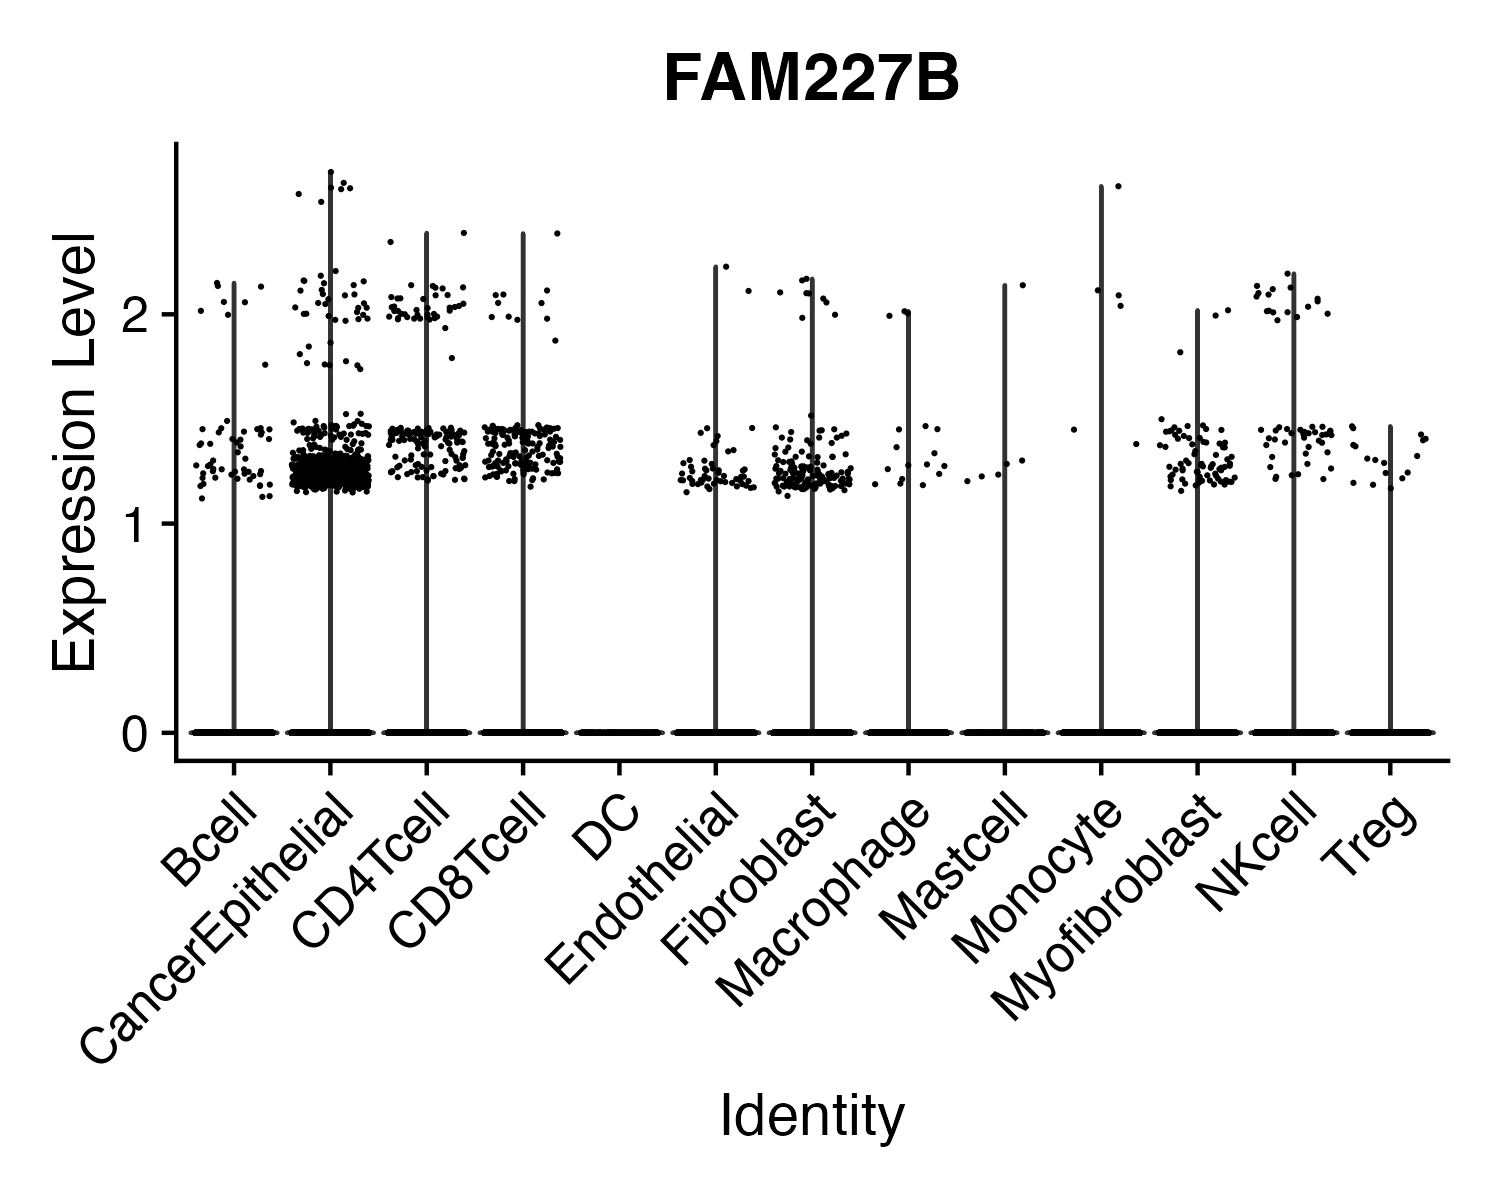 FAM227B
Expression Level
2
1
0
Bcell
CancerEpithelial
CD4Tcell
CD8Tcell
DC
Endothelial
Fibroblast
Macrophage
Mastcell
Monocyte
Myofibroblast
NKcell
Treg
Identity